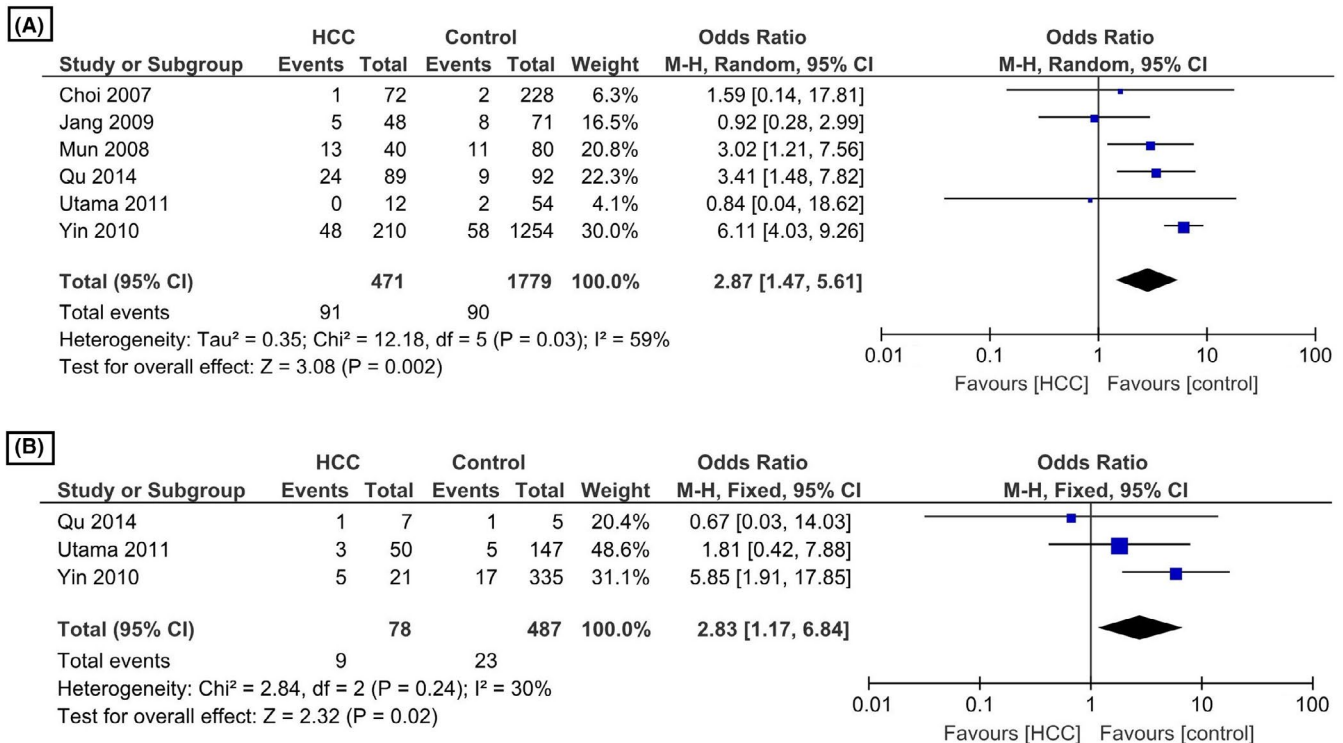 (A)
HCC Control Odds Ratio Odds Ratio
Study or Subgroup Events Total Events Total Weight M-H, Random, 95% CI M-H, Random, 95% CI
Choi 2007 1 72 2 228 6.3% 1.59 [0.14, 17.81]
Jang 2009 5 48 8 71 16.5% 0.92 [0.28, 2.99]
Mun 2008 13 40 11 80 20.8% 3.02 [1.21, 7.56]
Qu 2014 24 89 9 92 22.3% 3.41 [1.48, 7.82]
Utama 2011 0 12 2 54 4.1% 0.84 [0.04, 18.62]
Yin 2010 48 210 58 1254 30.0% 6.11 [4.03, 9.26]
Total (95% CI) 471 1779 100.0% 2.87 [1.47, 5.61]
Total events 91 90
Heterogeneity: Tau² = 0.35; Chi² = 12.18, df = 5 (P = 0.03); I² = 59%
Test for overall effect: Z = 3.08 (P = 0.002)
0.01 0.1 1 10 100
Favours [HCC] Favours [control]
(B)
HCC Control Odds Ratio Odds Ratio
Study or Subgroup Events Total Events Total Weight M-H, Fixed, 95% CI M-H, Fixed, 95% CI
Qu 2014 1 7 1 5 20.4% 0.67 [0.03, 14.03]
Utama 2011 3 50 5 147 48.6% 1.81 [0.42, 7.88]
Yin 2010 5 21 17 335 31.1% 5.85 [1.91, 17.85]
Total (95% CI) 78 487 100.0% 2.83 [1.17, 6.84]
Total events 9 23
Heterogeneity: Chi² = 2.84, df = 2 (P = 0.24); I² = 30%
Test for overall effect: Z = 2.32 (P = 0.02)
0.01 0.1 1 10 100
Favours [HCC] Favours [control]